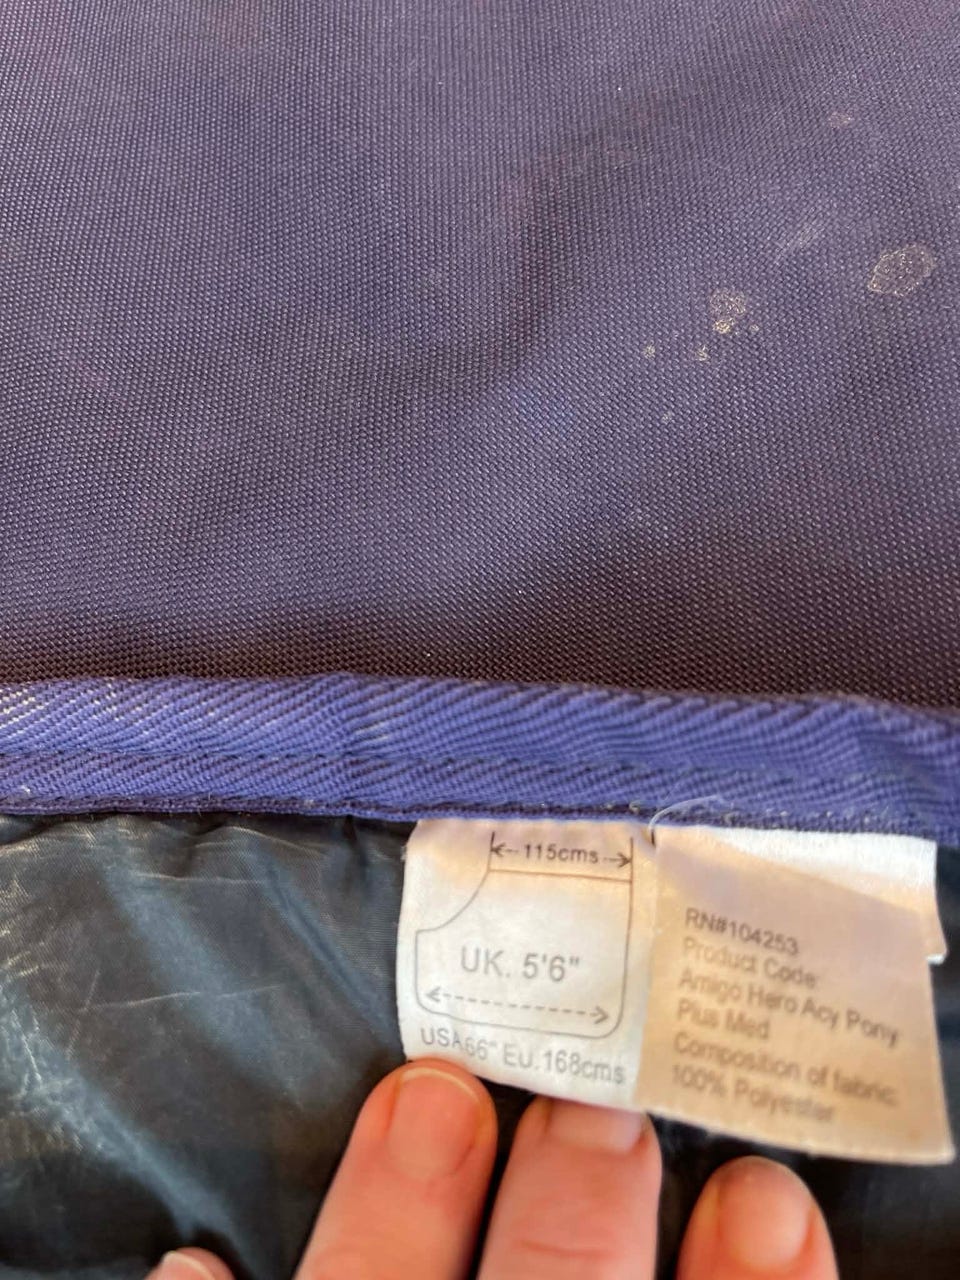 115cms
UK. 5'6"
USA66" EU.168cms
RN#104253
Product Code:
Amigo Hero Acy Pony
Plus Med
Composition of fabric:
100% Polyester